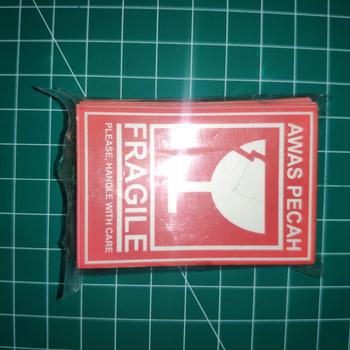 AWAS PECAH
FRAGILE
PLEASE, HANDLE WITH CARE